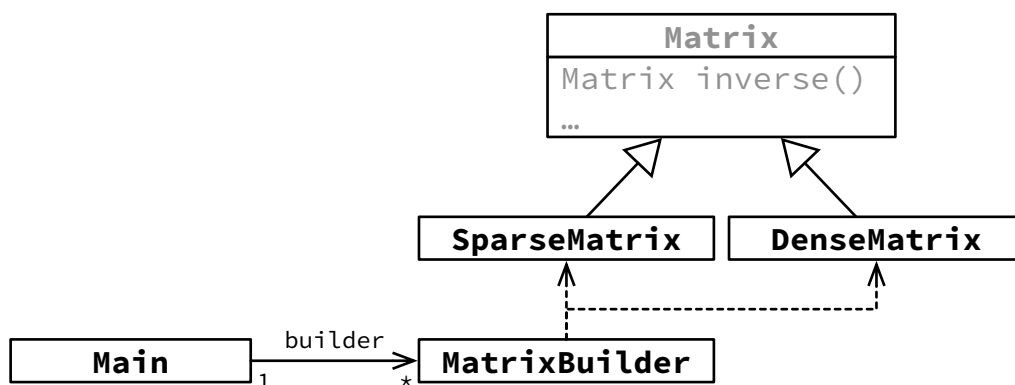 Matrix
Matrix inverse()
…
SparseMatrix
DenseMatrix
builder
Main
MatrixBuilder
1
*